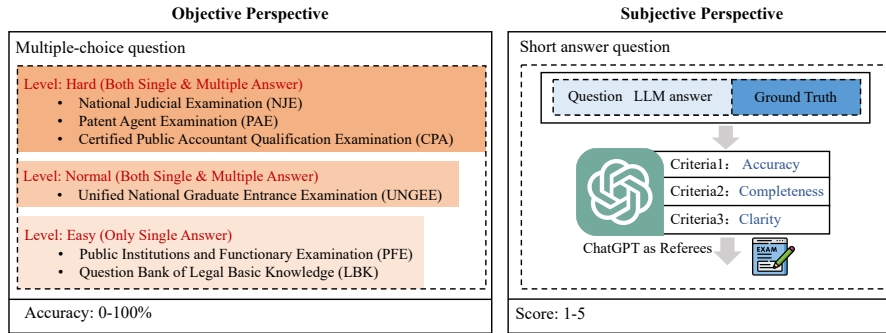 Objective Perspective
Multiple-choice question
Level: Hard (Both Single & Multiple Answer)
• National Judicial Examination (NJE)
• Patent Agent Examination (PAE)
• Certified Public Accountant Qualification Examination (CPA)
Level: Normal (Both Single & Multiple Answer)
• Unified National Graduate Entrance Examination (UNGEE)
Level: Easy (Only Single Answer)
• Public Institutions and Functionary Examination (PFE)
• Question Bank of Legal Basic Knowledge (LBK)
Accuracy: 0-100%
Subjective Perspective
Short answer question
Question LLM answer Ground Truth
Criteria1: Accuracy
Criteria2: Completeness
Criteria3: Clarity
ChatGPT as Referees
EXAM
Score: 1-5